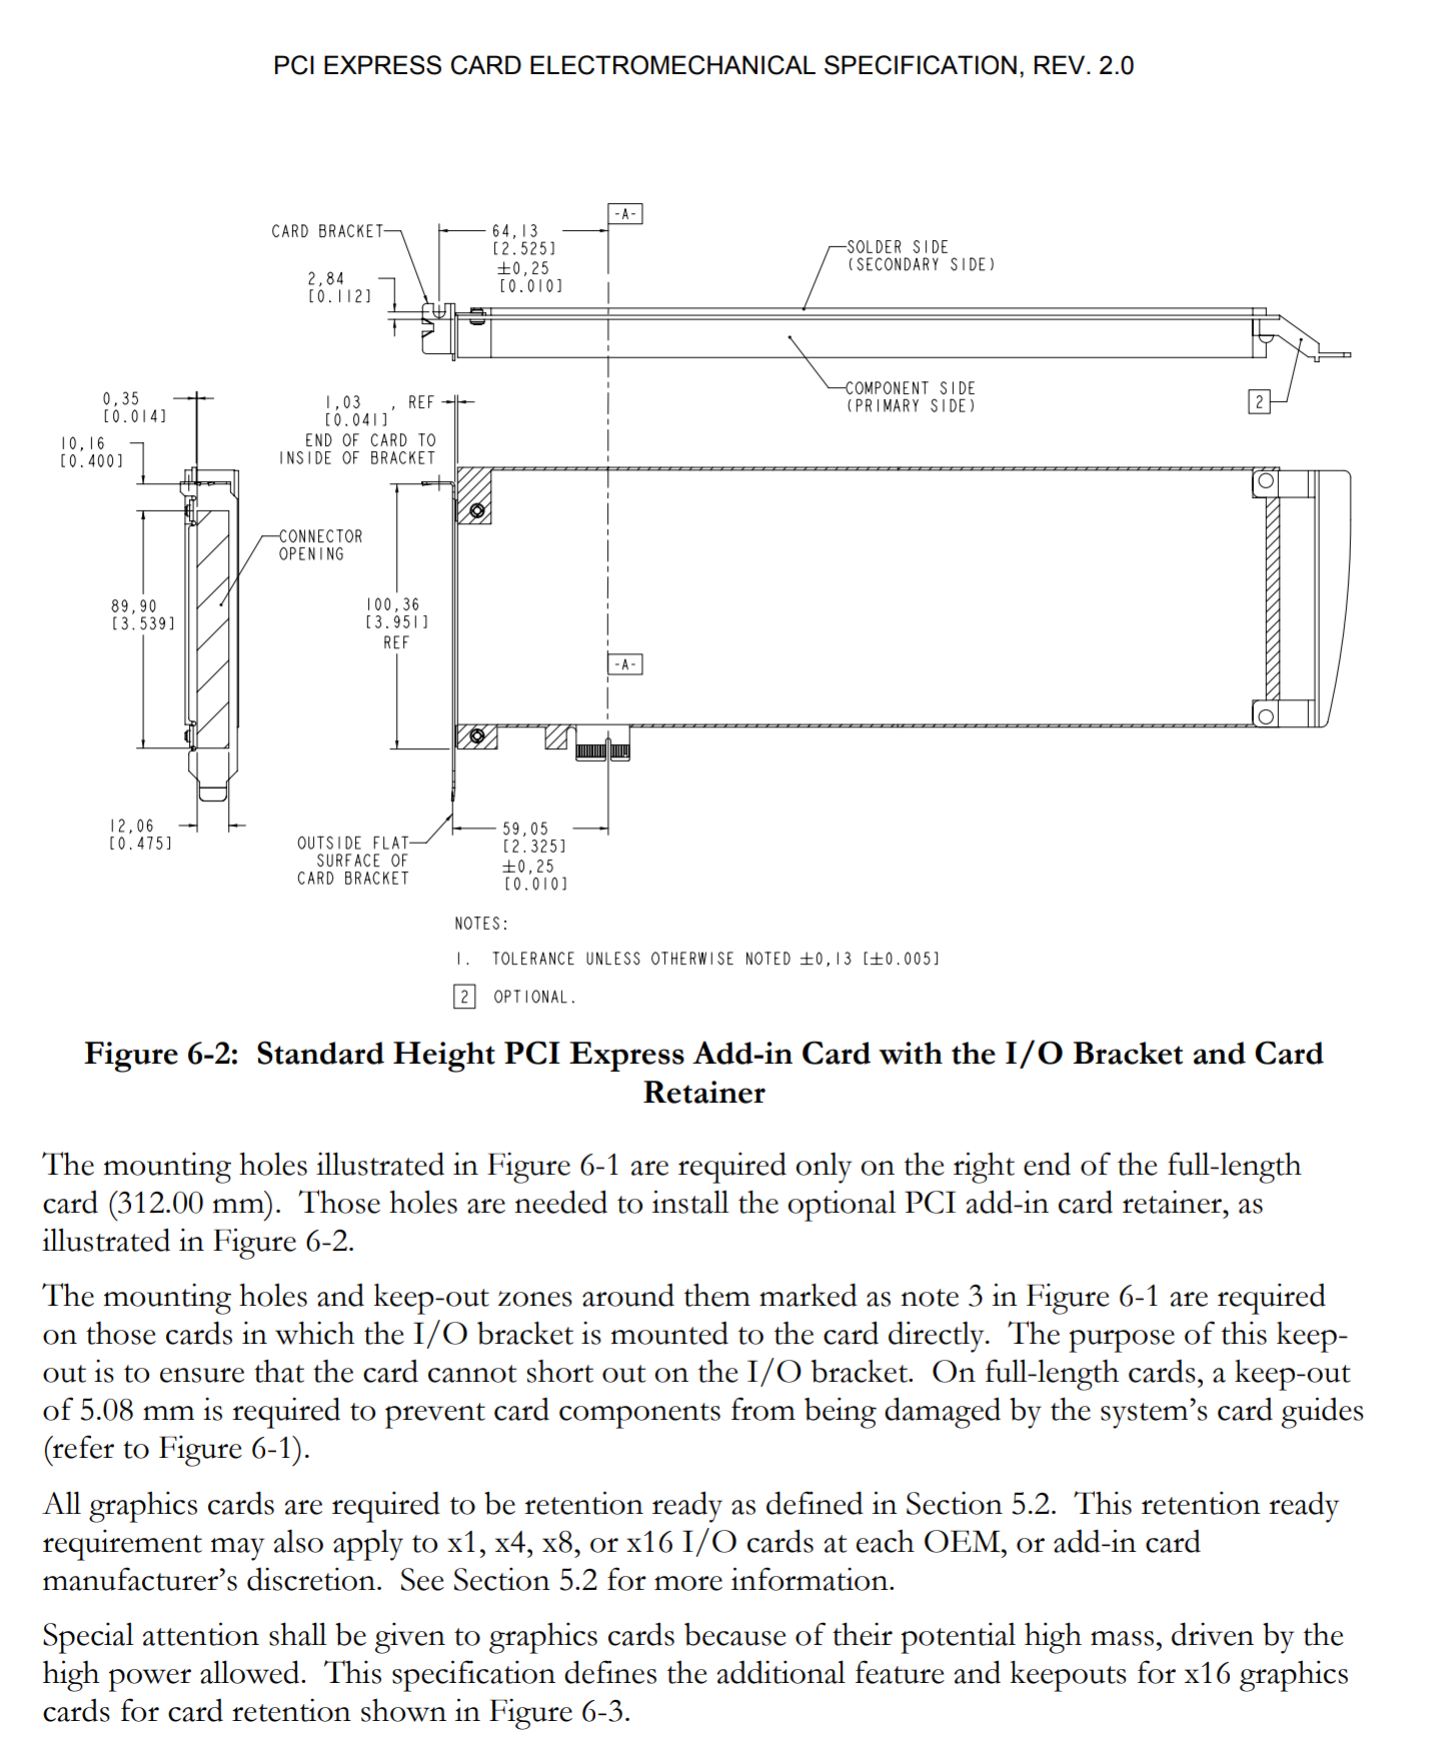 PCI EXPRESS CARD ELECTROMECHANICAL SPECIFICATION, REV. 2.0
-A-
CARD BRACKET
64,13
[2.525]
±0,25
[0.010]
SOLDER SIDE
(SECONDARY SIDE)
2,84
[0.112]
COMPONENT SIDE
(PRIMARY SIDE)
2
0,35
[0.014]
1,03 , REF
[0.041]
END OF CARD TO
INSIDE OF BRACKET
10,16
[0.400]
CONNECTOR
OPENING
89,90
[3.539]
100,36
[3.951]
REF
-A-
12,06
[0.475]
OUTSIDE FLAT
SURFACE OF
CARD BRACKET
59,05
[2.325]
±0,25
[0.010]
NOTES:
1. TOLERANCE UNLESS OTHERWISE NOTED ±0,13 [±0.005]
2 OPTIONAL.
Figure 6-2: Standard Height PCI Express Add-in Card with the I/O Bracket and Card
Retainer
The mounting holes illustrated in Figure 6-1 are required only on the right end of the full-length
card (312.00 mm). Those holes are needed to install the optional PCI add-in card retainer, as
illustrated in Figure 6-2.
The mounting holes and keep-out zones around them marked as note 3 in Figure 6-1 are required
on those cards in which the I/O bracket is mounted to the card directly. The purpose of this keep-
out is to ensure that the card cannot short out on the I/O bracket. On full-length cards, a keep-out
of 5.08 mm is required to prevent card components from being damaged by the system’s card guides
(refer to Figure 6-1).
All graphics cards are required to be retention ready as defined in Section 5.2. This retention ready
requirement may also apply to x1, x4, x8, or x16 I/O cards at each OEM, or add-in card
manufacturer’s discretion. See Section 5.2 for more information.
Special attention shall be given to graphics cards because of their potential high mass, driven by the
high power allowed. This specification defines the additional feature and keepouts for x16 graphics
cards for card retention shown in Figure 6-3.